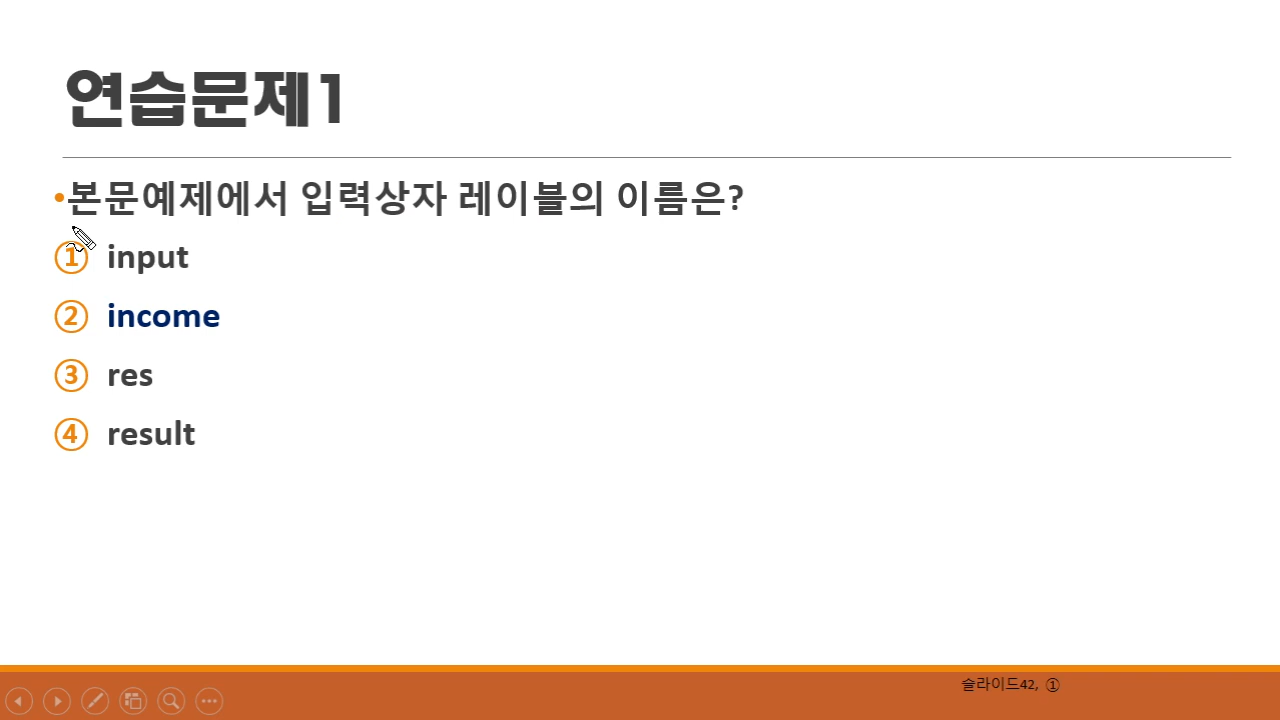 연습문제1
•본문예제에서 입력상자 레이블의 이름은?
① input
② income
③ res
④ result
슬라이드42, ①